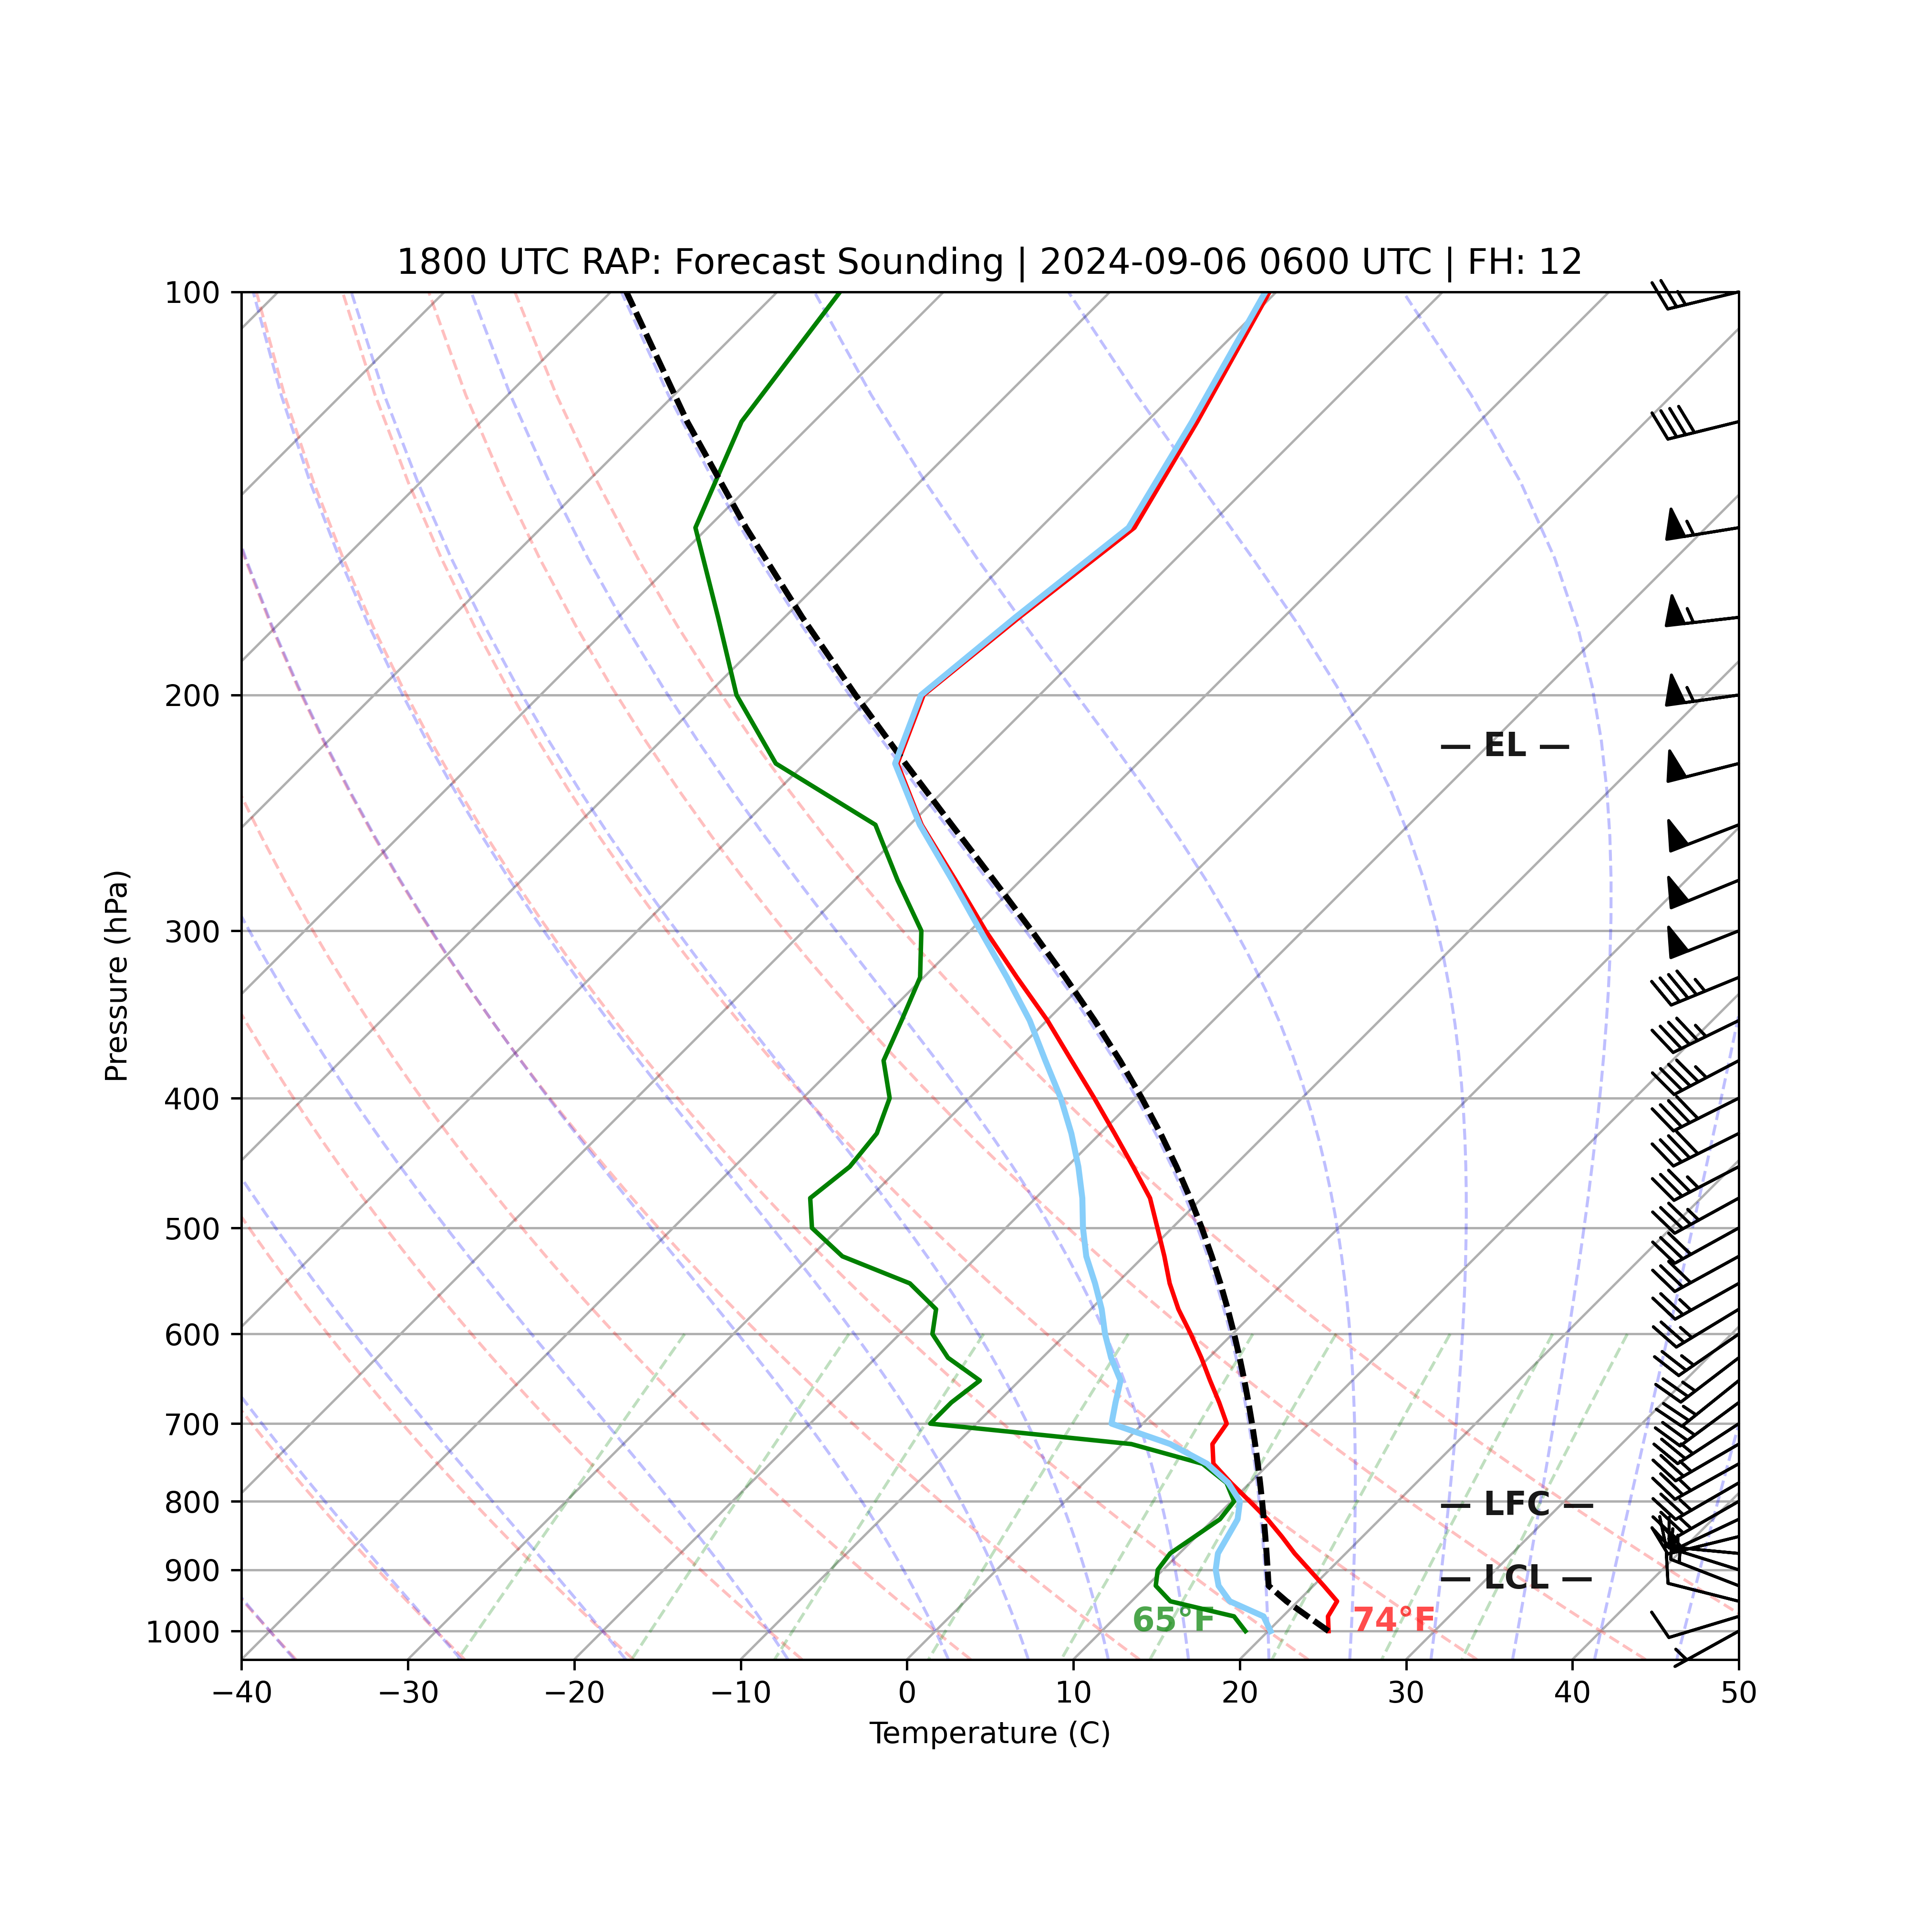 1800 UTC RAP: Forecast Sounding | 2024-09-06 0600 UTC | FH: 12
100
200
— EL —
300
Pressure (hPa)
400
500
600
700
800
— LFC —
900
— LCL —
65°F
74°F
1000
−40 −30 −20 −10 0 10 20 30 40 50
Temperature (C)